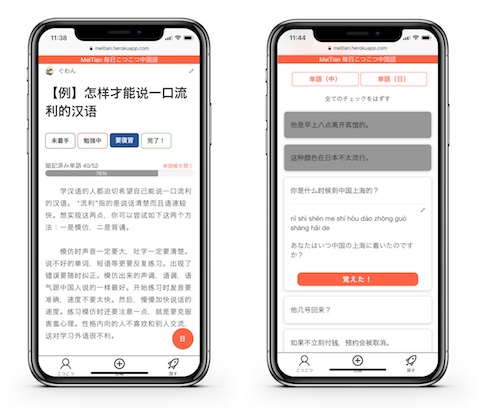 11:38
meitian.herokuapp.com
MeiTian 毎日こつこつ中国語
ぐわん
【例】怎样才能说一口流
利的汉语
未着手 勉強中 要復習 完了！
暗記済み単語 40/52 単語帳を開く
76%
学汉语的人都迫切希望自己能说一口流利
的汉语。“流利”指的是说话清楚而且语速较
快。想实现这两点，你可以尝试如下这两个方
法：一是模仿、二是背诵。
模仿时声音一定要大，吐字一定要清楚。
说不好的单词、短语等更要反复练习。出现了
错误要随时纠正。模仿出来的声调、语调、语
气跟中国人说的一样最好。开始练习时发音要
准确，速度不要太快。然后，慢慢加快说话的
速度。练习模仿时还要注意一点，就是要克服
害羞心理。性格内向的人不喜欢和别人交流，
这对学习外语很不利。
日
こつこつ
探す
11:44
meitian.herokuapp.com
MeiTian 毎日こつこつ中国語
単語（中） 単語（日）
全てのチェックをはずす
他是早上八点离开宾馆的。
这种颜色在日本不太流行。
你是什么时候到中国上海的？
nǐ shì shén me shí hòu dào zhōng guó
shàng hǎi de
あなたはいつ中国の上海に着いたのです
か？
覚えた！
他几号回来？
如果不立刻付钱，预约会被取消。
こつこつ
探す